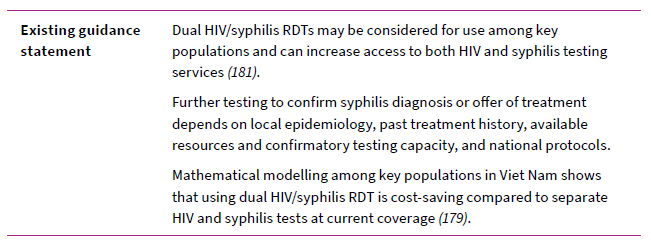 Existing guidance
statement
Dual HIV/syphilis RDTs may be considered for use among key
populations and can increase access to both HIV and syphilis testing
services (181).
Further testing to confirm syphilis diagnosis or offer of treatment
depends on local epidemiology, past treatment history, available
resources and confirmatory testing capacity, and national protocols.
Mathematical modelling among key populations in Viet Nam shows
that using dual HIV/syphilis RDT is cost-saving compared to separate
HIV and syphilis tests at current coverage (179).